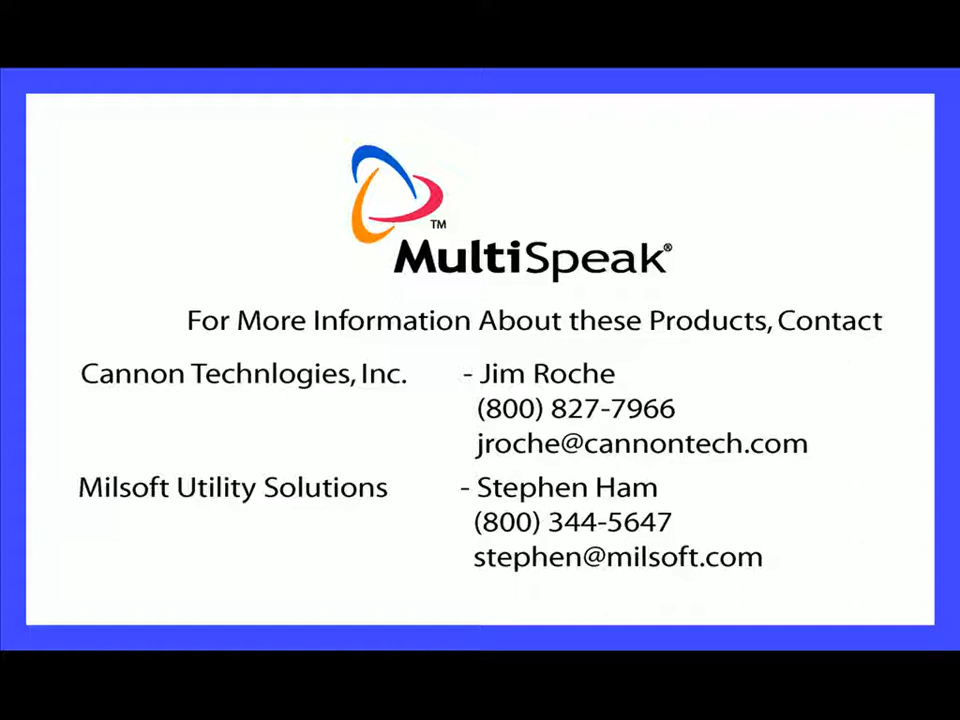 TM
MultiSpeak®
For More Information About these Products, Contact
Cannon Technlogies, Inc. - Jim Roche
(800) 827-7966
jroche@cannontech.com
Milsoft Utility Solutions - Stephen Ham
(800) 344-5647
stephen@milsoft.com